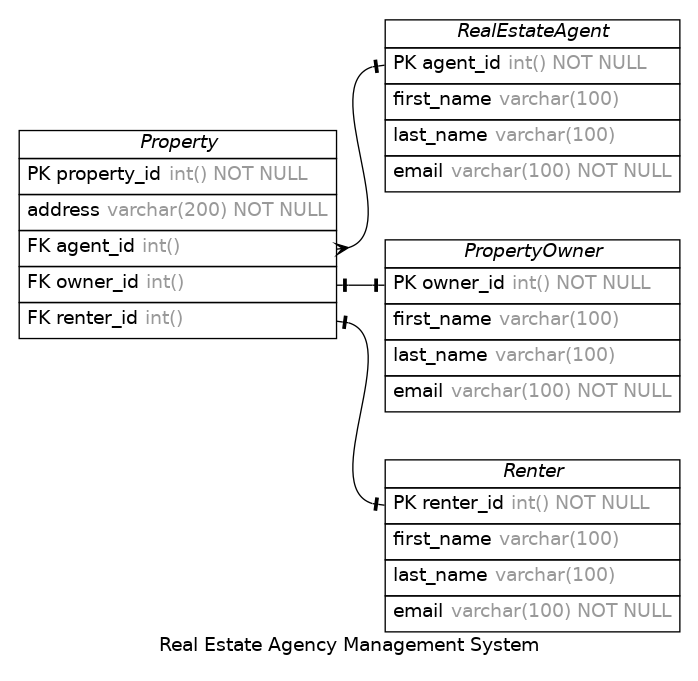 RealEstateAgent
PK agent_id int() NOT NULL
first_name varchar(100)
last_name varchar(100)
email varchar(100) NOT NULL
Property
PK property_id int() NOT NULL
address varchar(200) NOT NULL
FK agent_id int()
FK owner_id int()
FK renter_id int()
PropertyOwner
PK owner_id int() NOT NULL
first_name varchar(100)
last_name varchar(100)
email varchar(100) NOT NULL
Renter
PK renter_id int() NOT NULL
first_name varchar(100)
last_name varchar(100)
email varchar(100) NOT NULL
Real Estate Agency Management System